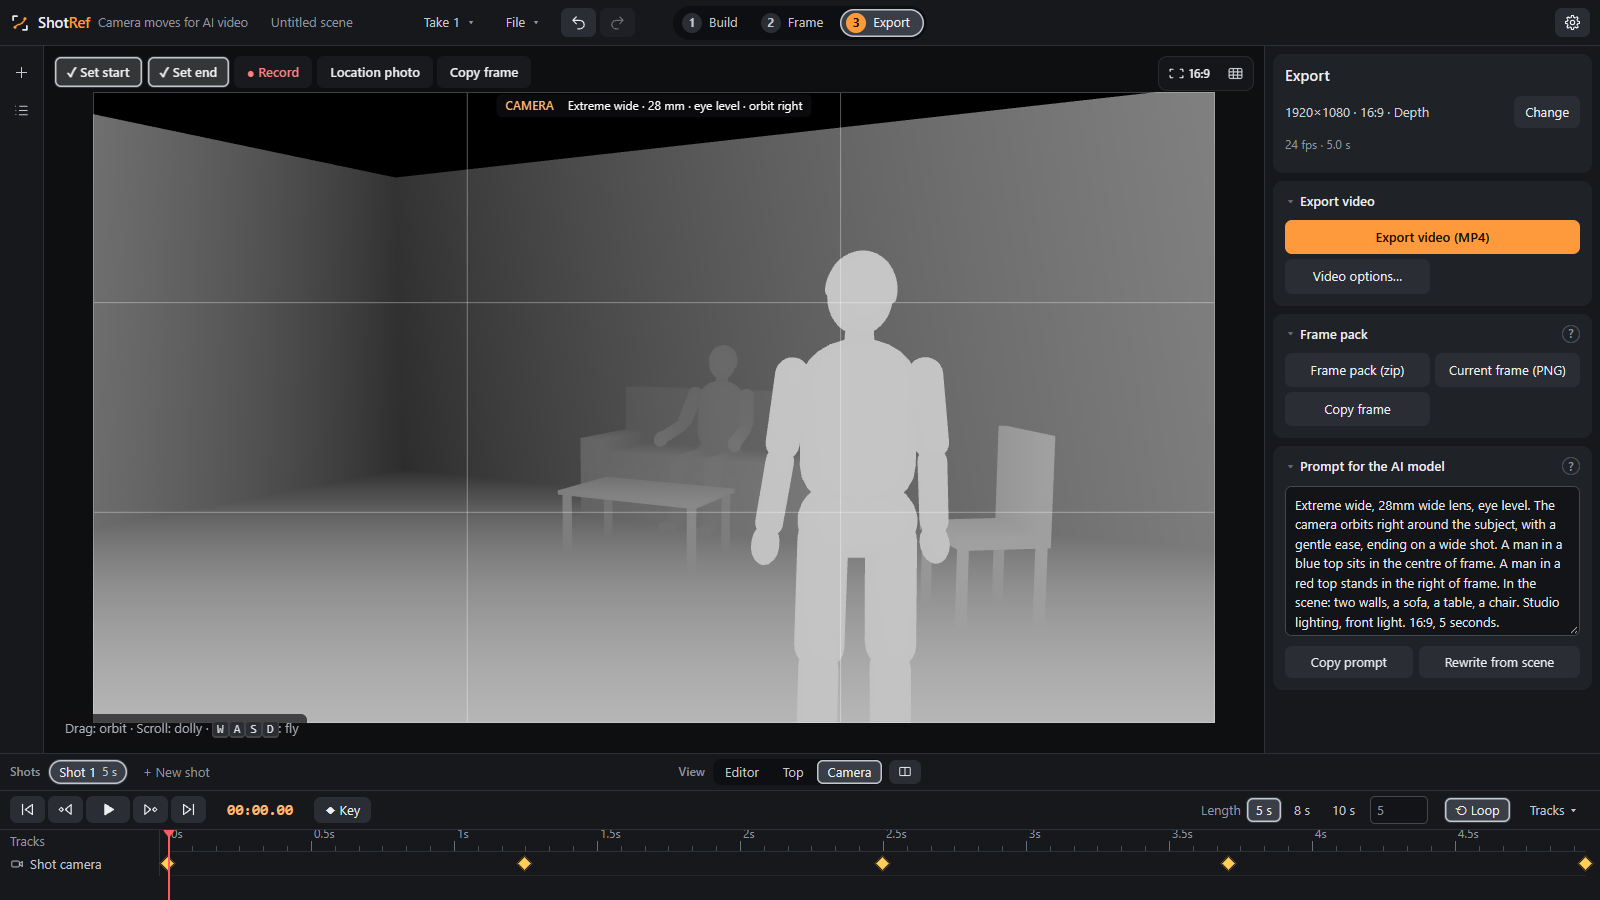 ShotRef Camera moves for AI video Untitled scene Take 1 File 1 Build 2 Frame 3 Export
✓ Set start ✓ Set end ● Record Location photo Copy frame 16:9
CAMERA Extreme wide · 28 mm · eye level · orbit right
Drag: orbit · Scroll: dolly · W A S D : fly
Export
1920×1080 · 16:9 · Depth Change
24 fps · 5.0 s
Export video
Export video (MP4)
Video options...
Frame pack ?
Frame pack (zip) Current frame (PNG)
Copy frame
Prompt for the AI model ?
Extreme wide, 28mm wide lens, eye level. The
camera orbits right around the subject, with a
gentle ease, ending on a wide shot. A man in a
blue top sits in the centre of frame. A man in a
red top stands in the right of frame. In the
scene: two walls, a sofa, a table, a chair. Studio
lighting, front light. 16:9, 5 seconds.
Copy prompt Rewrite from scene
Shots Shot 1 5 s + New shot View Editor Top Camera
00:00.00 ◆ Key Length 5 s 8 s 10 s 5 Loop Tracks
Tracks 0s 0.5s 1s 1.5s 2s 2.5s 3s 3.5s 4s 4.5s
Shot camera